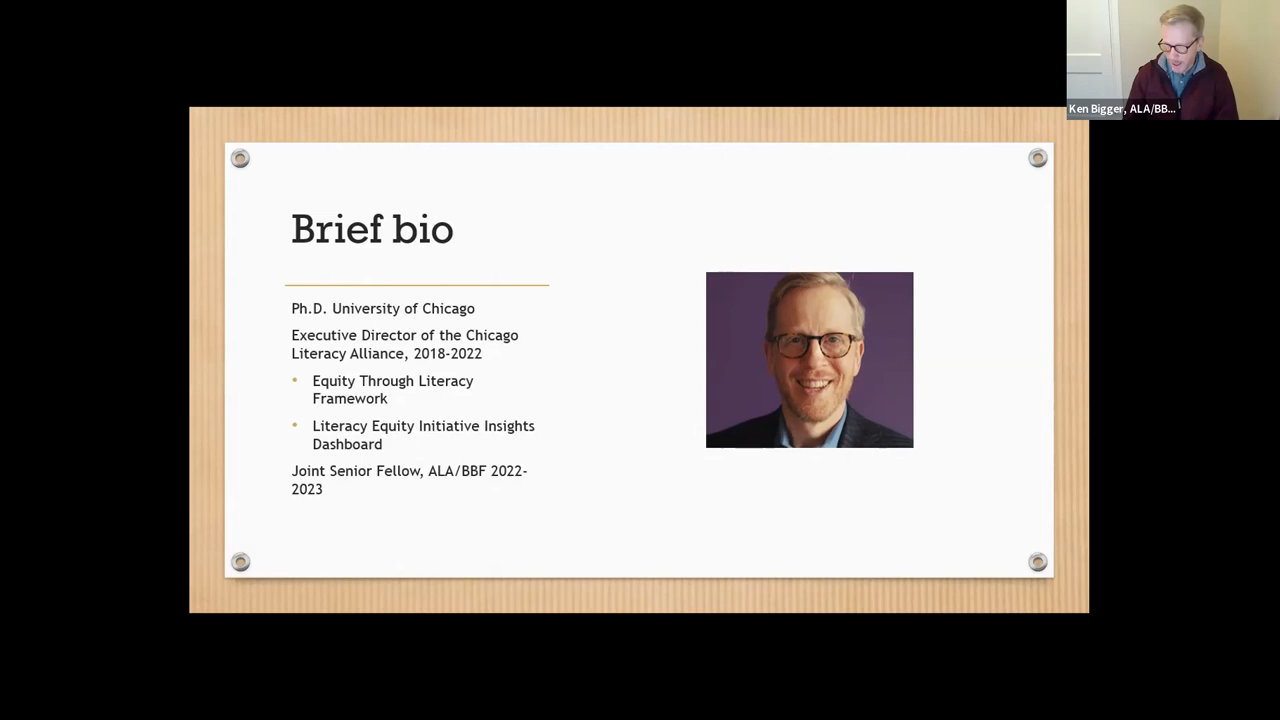 Ken Bigger, ALA/BB...
Brief bio
Ph.D. University of Chicago
Executive Director of the Chicago
Literacy Alliance, 2018-2022
• Equity Through Literacy
Framework
• Literacy Equity Initiative Insights
Dashboard
Joint Senior Fellow, ALA/BBF 2022-
2023